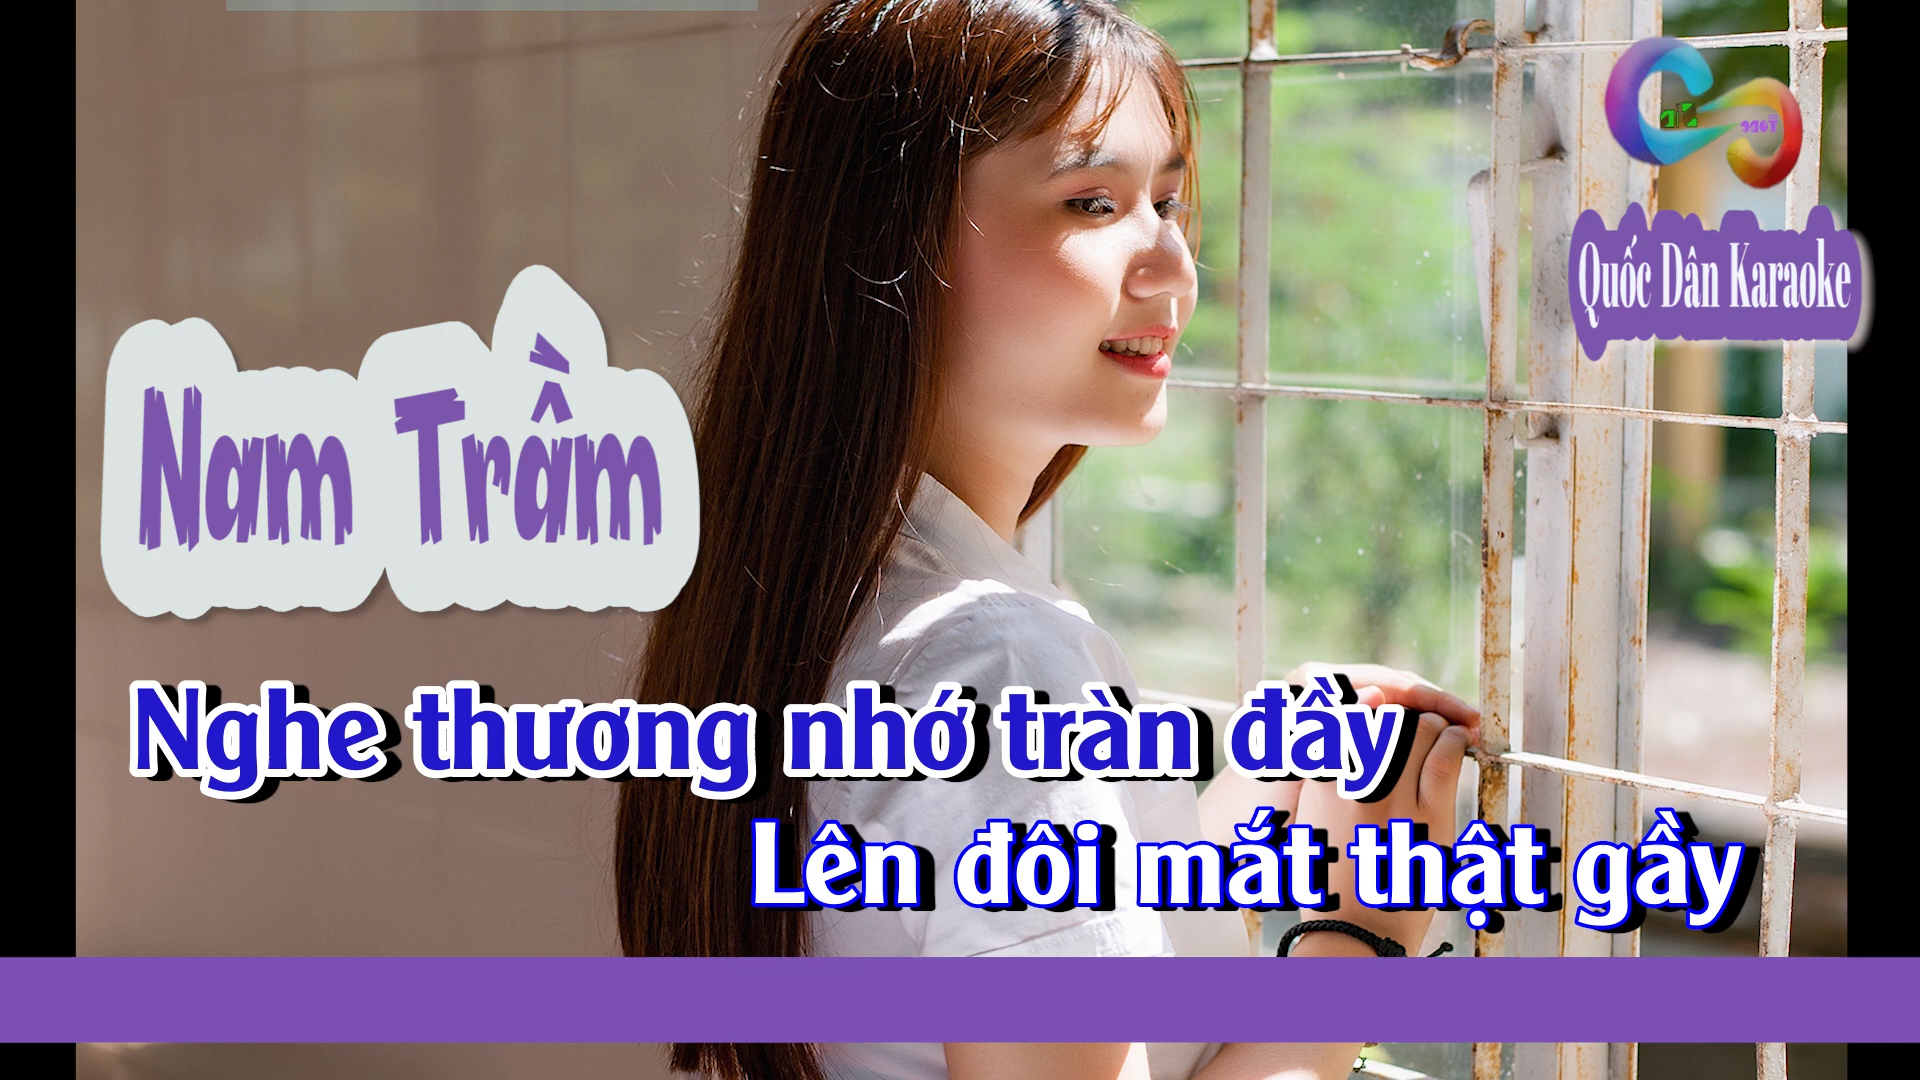 Quốc Dân Karaoke
Nam Trầm
Nghe thương nhớ tràn đầy
Lên đôi mắt thật gầy